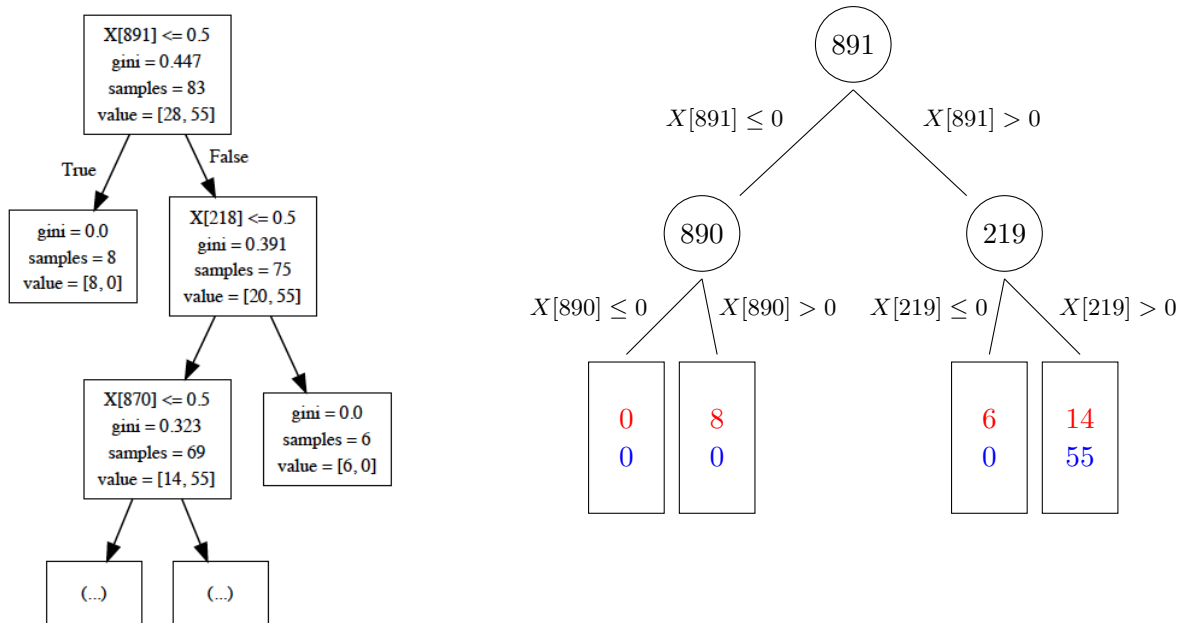 X[891] <= 0.5
gini = 0.447
samples = 83
value = [28, 55]
True
False
gini = 0.0
samples = 8
value = [8, 0]
X[218] <= 0.5
gini = 0.391
samples = 75
value = [20, 55]
X[870] <= 0.5
gini = 0.323
samples = 69
value = [14, 55]
gini = 0.0
samples = 6
value = [6, 0]
(...)
(...)
891
X[891] ≤ 0
X[891] > 0
890
219
X[890] ≤ 0
X[890] > 0
X[219] ≤ 0
X[219] > 0
0
0
8
0
6
0
14
55